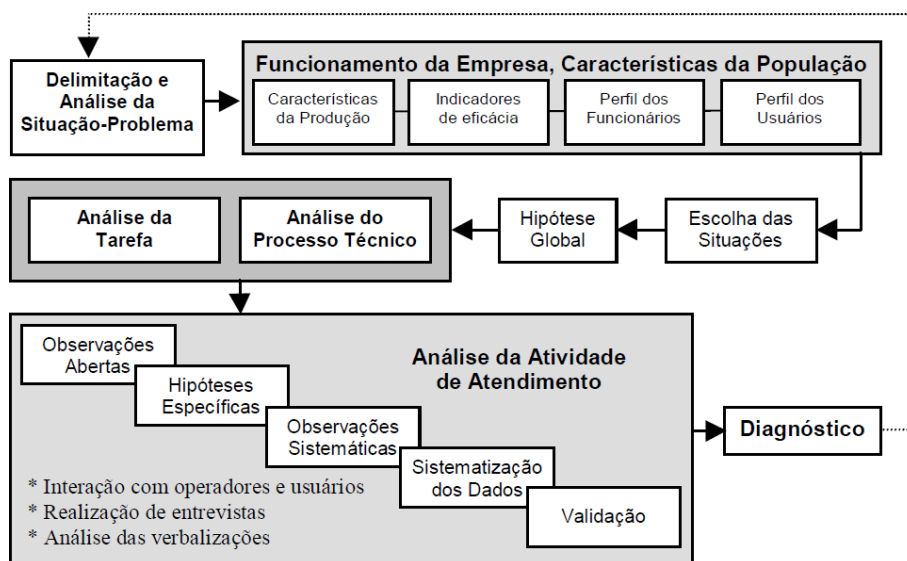 Delimitação e
Análise da
Situação-Problema
Funcionamento da Empresa, Características da População
Características
da Produção
Indicadores
de eficácia
Perfil dos
Funcionários
Perfil dos
Usuários
Análise da
Tarefa
Análise do
Processo Técnico
Hipótese
Global
Escolha das
Situações
Observações
Abertas
Hipóteses
Específicas
Observações
Sistemáticas
Sistematização
dos Dados
Validação
Análise da Atividade
de Atendimento
* Interação com operadores e usuários
* Realização de entrevistas
* Análise das verbalizações
Diagnóstico